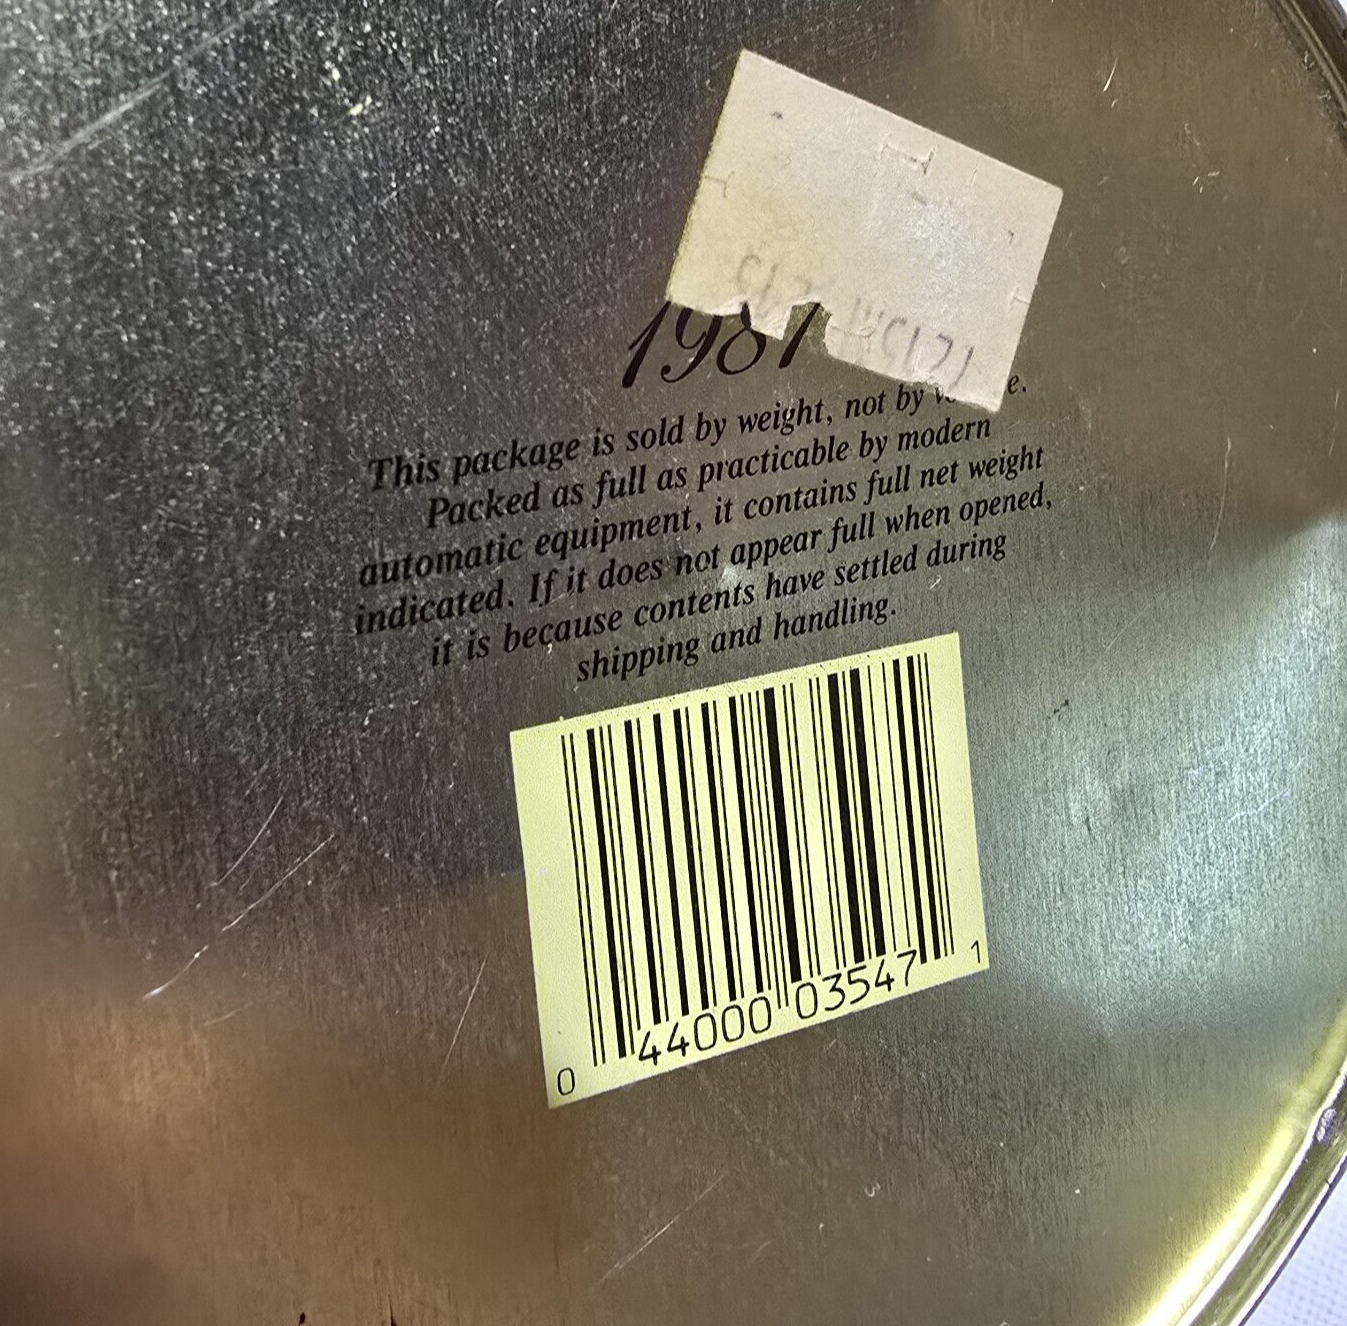 This package is sold by weight, not by
Packed as full as practicable by modern
automatic equipment, it contains full net weight
indicated. If it does not appear full when opened,
it is because contents have settled during
shipping and handling.
0 44000 03547 1